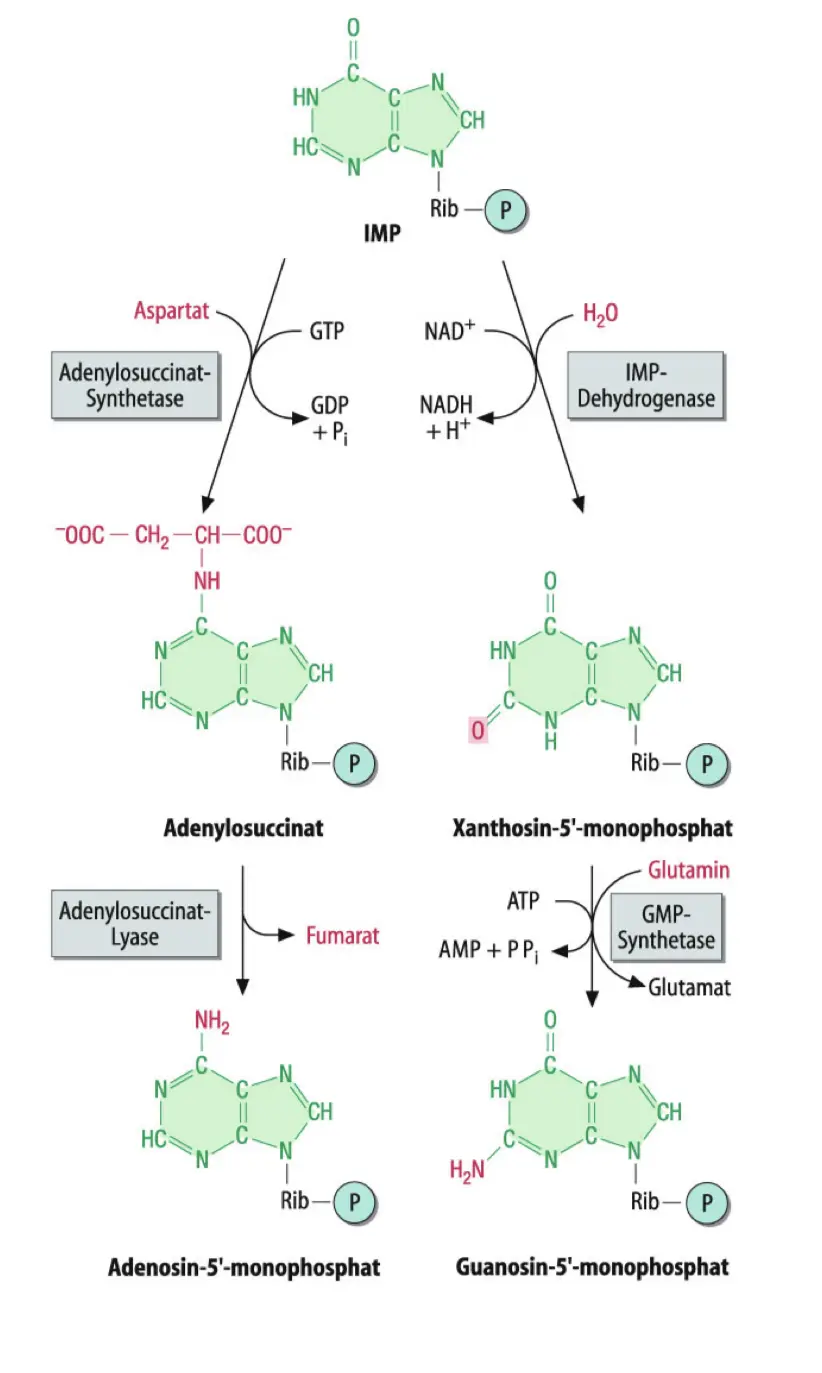 O
C
HN
C
N
CH
HC
N
C
N
Rib
P
IMP
Aspartat
GTP
NAD⁺
H₂O
Adenylosuccinat-
Synthetase
GDP
+ Pᵢ
NADH
+ H⁺
IMP-
Dehydrogenase
⁻OOC — CH₂—CH—COO⁻
NH
C
N
C
N
CH
HC
N
C
N
Rib
P
O
C
HN
C
N
CH
C
O
N
H
C
N
Rib
P
Adenylosuccinat
Xanthosin-5'-monophosphat
Adenylosuccinat-
Lyase
Fumarat
Glutamin
ATP
GMP-
Synthetase
AMP + P Pᵢ
Glutamat
NH₂
C
N
C
N
CH
HC
N
C
N
Rib
P
O
C
HN
C
N
CH
C
H₂N
N
C
N
Rib
P
Adenosin-5'-monophosphat
Guanosin-5'-monophosphat